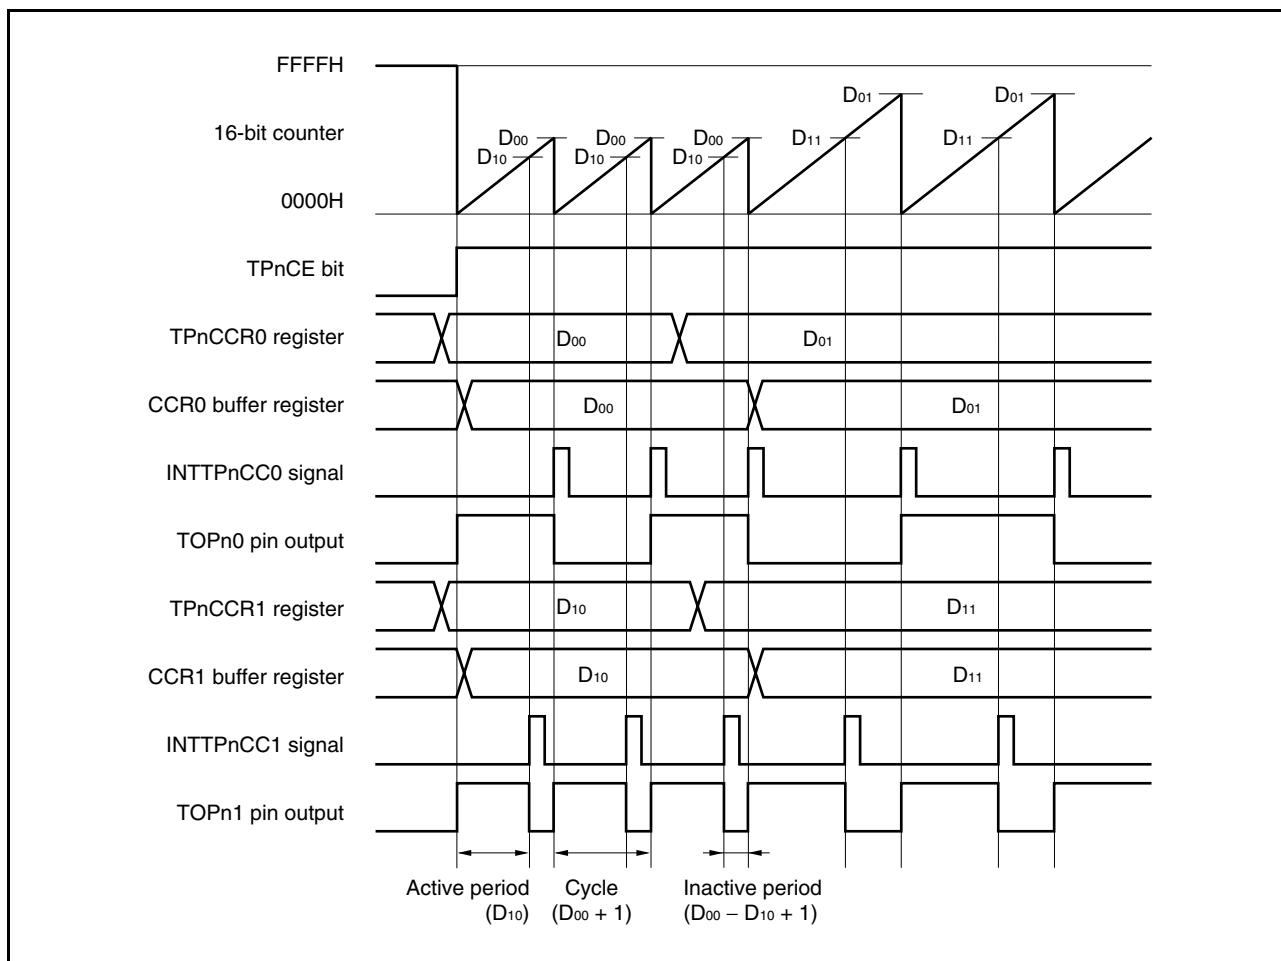 FFFFH
D01 D01
16-bit counter D00 D00 D00 D11 D11
D10 D10 D10
0000H
TPnCE bit
TPnCCR0 register D00 D01
CCR0 buffer register D00 D01
INTTPnCC0 signal
TOPn0 pin output
TPnCCR1 register D10 D11
CCR1 buffer register D10 D11
INTTPnCC1 signal
TOPn1 pin output
Active period Cycle Inactive period
(D10) (D00 + 1) (D00 − D10 + 1)